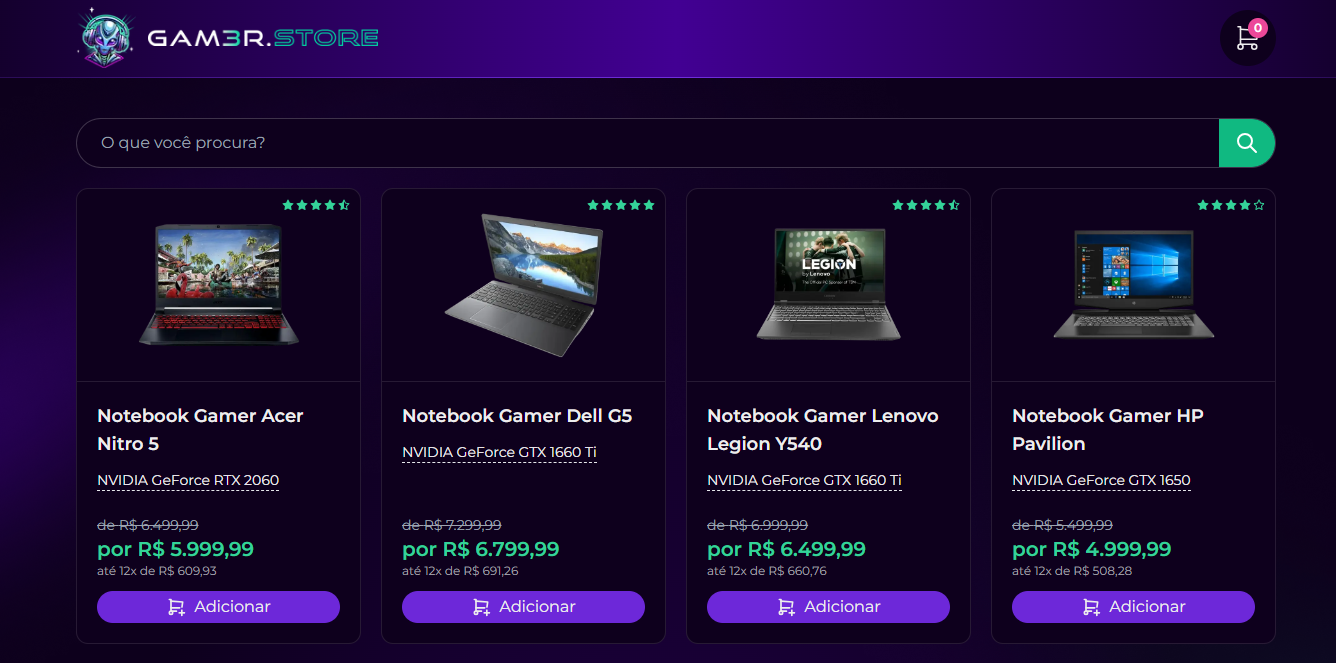 GAM3R.STORE
0
O que você procura?
Notebook Gamer Acer
Nitro 5
NVIDIA GeForce RTX 2060
de R$ 6.499,99
por R$ 5.999,99
até 12x de R$ 609,93
Adicionar
Notebook Gamer Dell G5
NVIDIA GeForce GTX 1660 Ti
de R$ 7.299,99
por R$ 6.799,99
até 12x de R$ 691,26
Adicionar
LEGION
by Lenovo
Notebook Gamer Lenovo
Legion Y540
NVIDIA GeForce GTX 1660 Ti
de R$ 6.999,99
por R$ 6.499,99
até 12x de R$ 660,76
Adicionar
Notebook Gamer HP
Pavilion
NVIDIA GeForce GTX 1650
de R$ 5.499,99
por R$ 4.999,99
até 12x de R$ 508,28
Adicionar